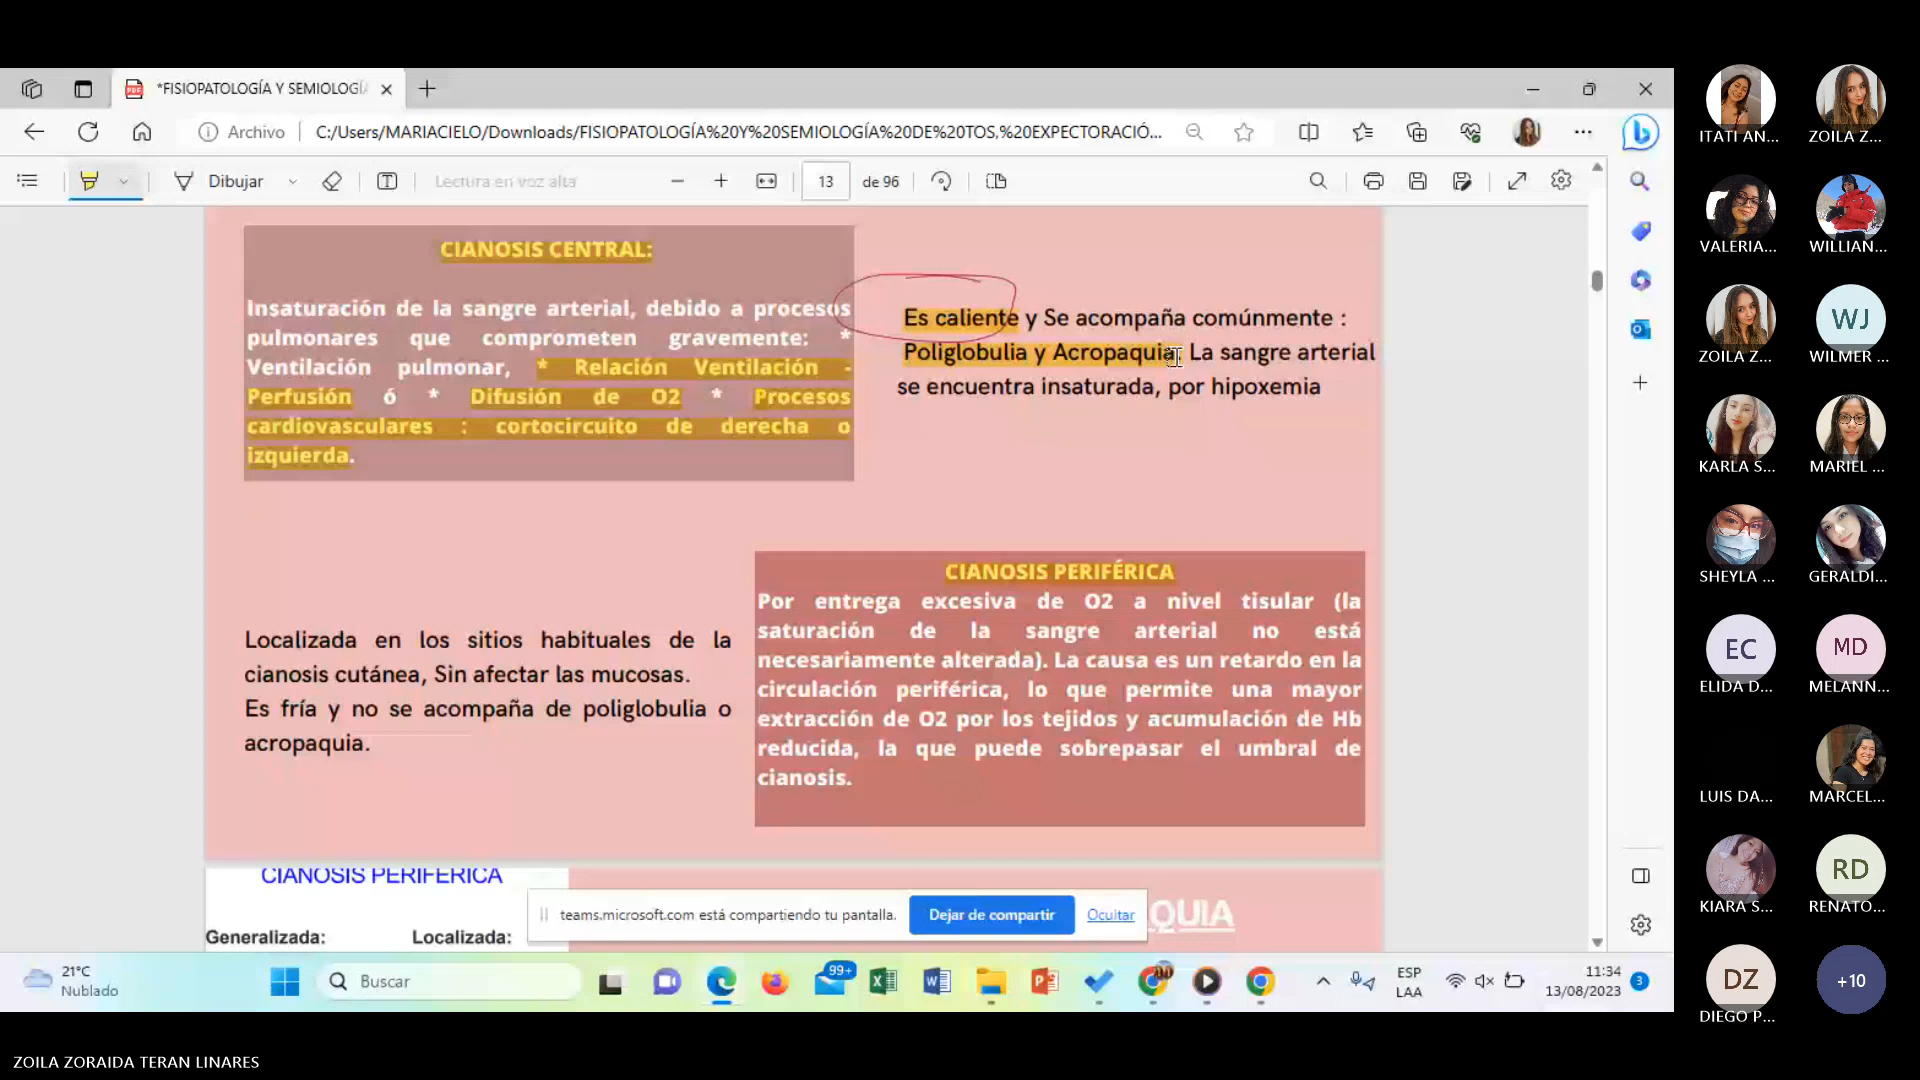 *FISIOPATOLOGÍA Y SEMIOLOGÍA
Archivo
C:/Users/MARIACIELO/Downloads/FISIOPATOLOGÍA%20Y%20SEMIOLOGÍA%20DE%20TOS,%20EXPECTORACIÓ...
Dibujar
Lectura en voz alta
13
de 96
CIANOSIS CENTRAL:
Insaturación de la sangre arterial, debido a procesos
pulmonares que comprometen gravemente: *
Ventilación pulmonar, * Relación Ventilación -
Perfusión ó * Difusión de O2 * Procesos
cardiovasculares : cortocircuito de derecha o
izquierda.
Es caliente y Se acompaña comúnmente :
Poliglobulia y Acropaquia. La sangre arterial
se encuentra insaturada, por hipoxemia
Localizada en los sitios habituales de la
cianosis cutánea, Sin afectar las mucosas.
Es fría y no se acompaña de poliglobulia o
acropaquia.
CIANOSIS PERIFÉRICA
Por entrega excesiva de O2 a nivel tisular (la
saturación de la sangre arterial no está
necesariamente alterada). La causa es un retardo en la
circulación periférica, lo que permite una mayor
extracción de O2 por los tejidos y acumulación de Hb
reducida, la que puede sobrepasar el umbral de
cianosis.
CIANOSIS PERIFERICA
Generalizada:
Localizada:
QUIA
teams.microsoft.com está compartiendo tu pantalla.
Dejar de compartir
Ocultar
21°C
Nublado
Buscar
99+
ESP
LAA
11:34
13/08/2023
3
ITATI AN...
ZOILA Z...
VALERIA...
WILLIAN...
ZOILA Z...
WJ
WILMER ...
KARLA S...
MARIEL ...
SHEYLA ...
GERALDI...
EC
ELIDA D...
MD
MELANN...
LUIS DA...
MARCEL...
KIARA S...
RD
RENATO...
DZ
DIEGO P...
+10
ZOILA ZORAIDA TERAN LINARES